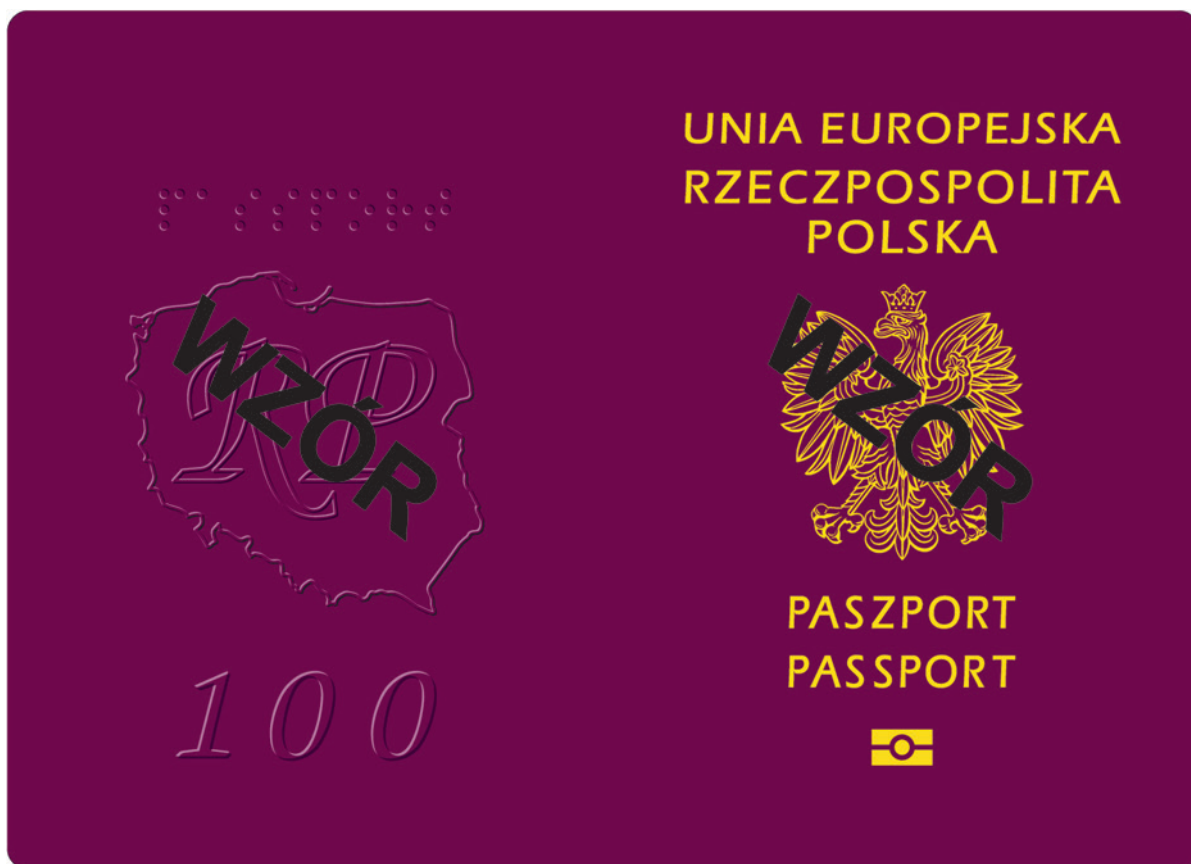 WZÓR
RP
100
UNIA EUROPEJSKA
RZECZPOSPOLITA
POLSKA
WZÓR
PASZPORT
PASSPORT